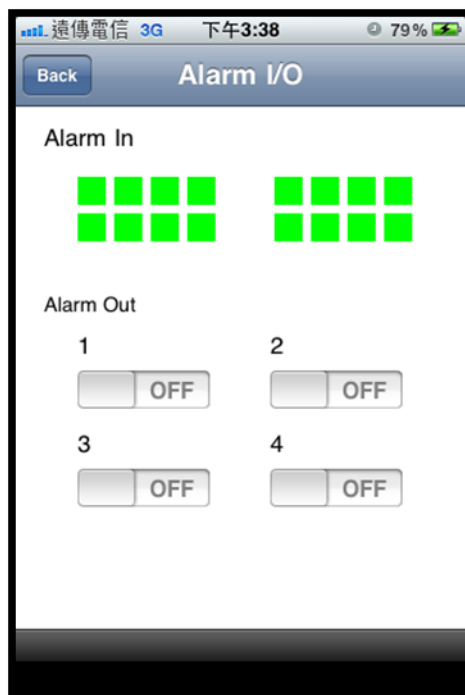 遠傳電信 3G 下午3:38 79%
Back Alarm I/O
Alarm In
Alarm Out
1 2
OFF OFF
3 4
OFF OFF